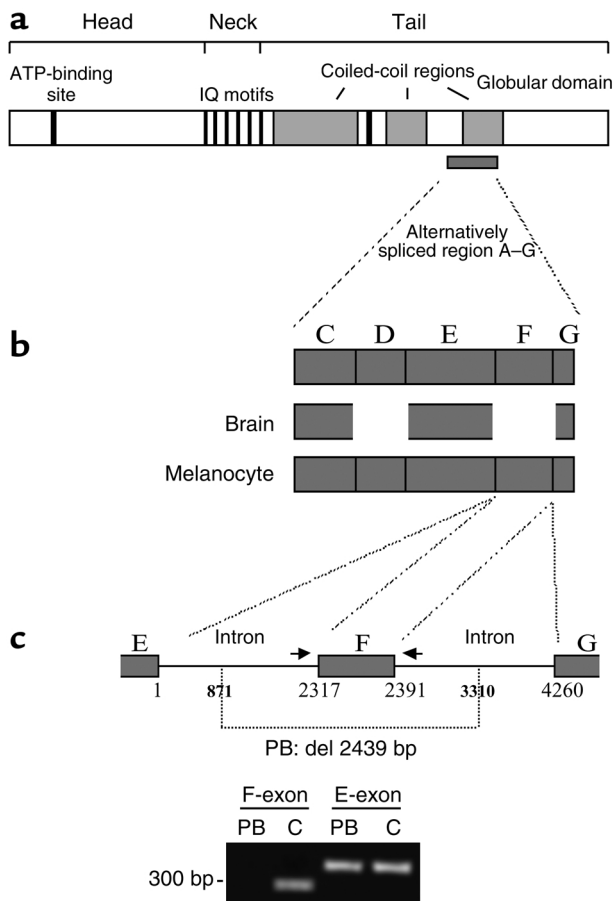 a
Head Neck Tail
ATP-binding
site
IQ motifs
Coiled-coil regions
Globular domain
Alternatively
spliced region A–G
b
C D E F G
Brain
Melanocyte
c
E Intron F Intron G
1 871 2317 2391 3310 4260
PB: del 2439 bp
F-exon E-exon
PB C PB C
300 bp-